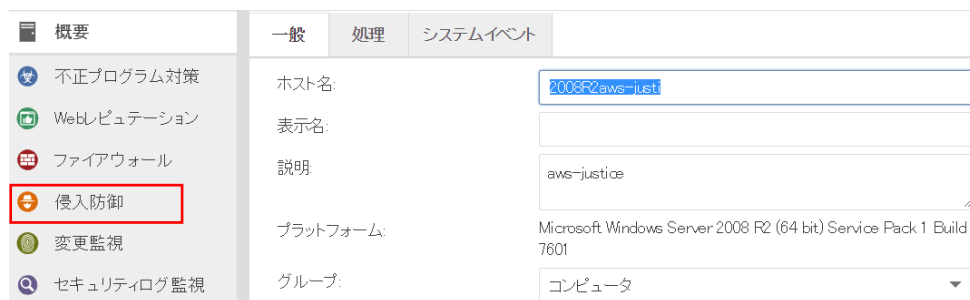 概要
不正プログラム対策
Webレピュテーション
ファイアウォール
侵入防御
変更監視
セキュリティログ監視
一般 処理 システムイベント
ホスト名: 2008R2aws-justi
表示名:
説明: aws-justice
プラットフォーム: Microsoft Windows Server 2008 R2 (64 bit) Service Pack 1 Build
7601
グループ: コンピュータ